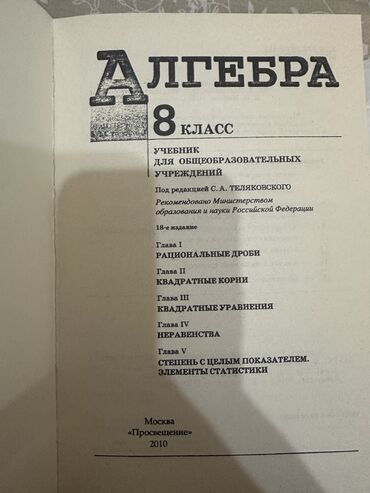 АЛГЕБРА
8 КЛАСС
УЧЕБНИК
ДЛЯ ОБЩЕОБРАЗОВАТЕЛЬНЫХ
УЧРЕЖДЕНИЙ
Под редакцией С. А. ТЕЛЯКОВСКОГО
Рекомендовано Министерством
образования и науки Российской Федерации
18-е издание
Глава I
РАЦИОНАЛЬНЫЕ ДРОБИ
Глава II
КВАДРАТНЫЕ КОРНИ
Глава III
КВАДРАТНЫЕ УРАВНЕНИЯ
Глава IV
НЕРАВЕНСТВА
Глава V
СТЕПЕНЬ С ЦЕЛЫМ ПОКАЗАТЕЛЕМ.
ЭЛЕМЕНТЫ СТАТИСТИКИ
Москва
«Просвещение»
2010